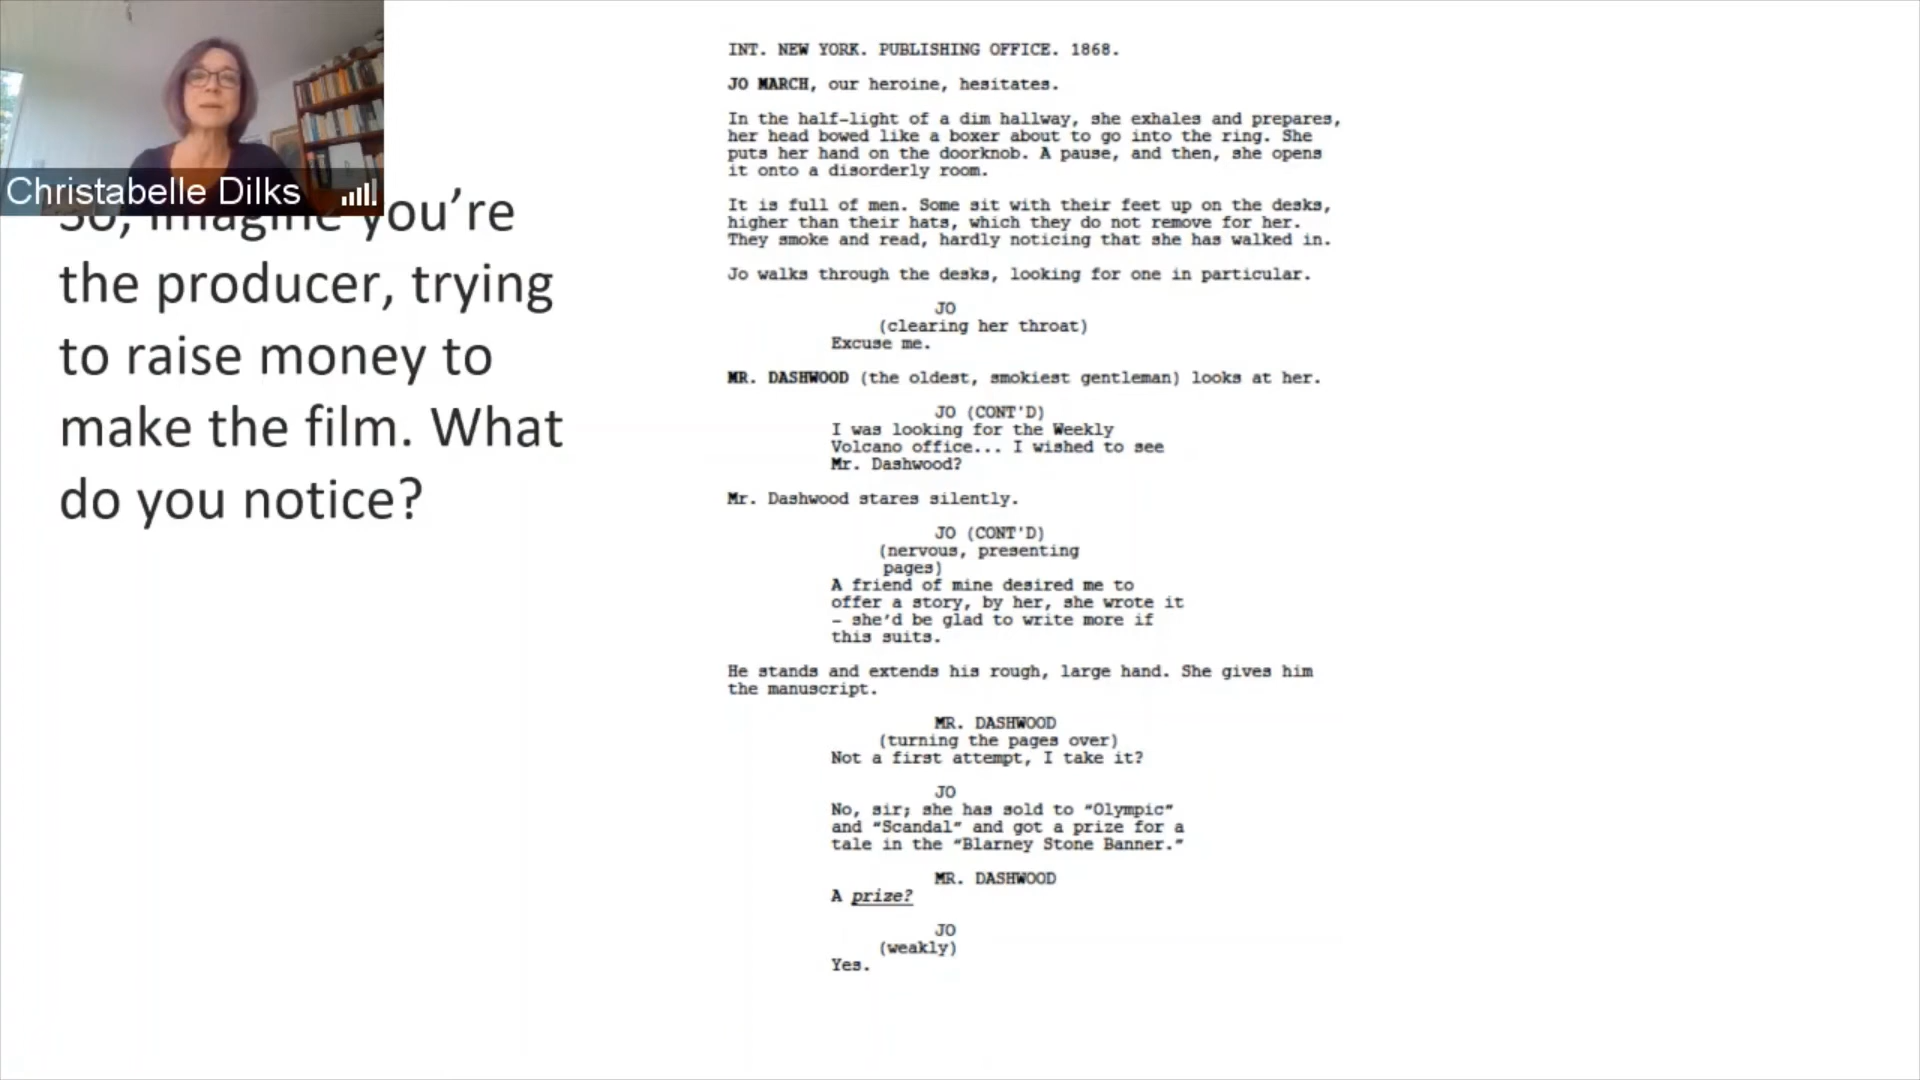 Christabelle Dilks
So, imagine you're
the producer, trying
to raise money to
make the film. What
do you notice?
INT. NEW YORK. PUBLISHING OFFICE. 1868.
JO MARCH, our heroine, hesitates.
In the half-light of a dim hallway, she exhales and prepares,
her head bowed like a boxer about to go into the ring. She
puts her hand on the doorknob. A pause, and then, she opens
it onto a disorderly room.
It is full of men. Some sit with their feet up on the desks,
higher than their hats, which they do not remove for her.
They smoke and read, hardly noticing that she has walked in.
Jo walks through the desks, looking for one in particular.
JO
(clearing her throat)
Excuse me.
MR. DASHWOOD (the oldest, smokiest gentleman) looks at her.
JO (CONT'D)
I was looking for the Weekly
Volcano office... I wished to see
Mr. Dashwood?
Mr. Dashwood stares silently.
JO (CONT'D)
(nervous, presenting
pages)
A friend of mine desired me to
offer a story, by her, she wrote it
- she'd be glad to write more if
this suits.
He stands and extends his rough, large hand. She gives him
the manuscript.
MR. DASHWOOD
(turning the pages over)
Not a first attempt, I take it?
JO
No, sir; she has sold to “Olympic”
and “Scandal” and got a prize for a
tale in the “Blarney Stone Banner.”
MR. DASHWOOD
A prize?
JO
(weakly)
Yes.